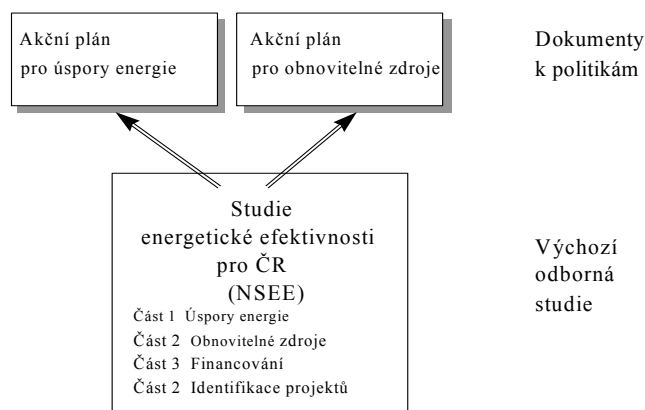 Akční plán
pro úspory energie
Akční plán
pro obnovitelné zdroje
Dokumenty
k politikám
Studie
energetické efektivnosti
pro ČR
(NSEE)
Část 1 Úspory energie
Část 2 Obnovitelné zdroje
Část 3 Financování
Část 2 Identifikace projektů
Výchozí
odborná
studie